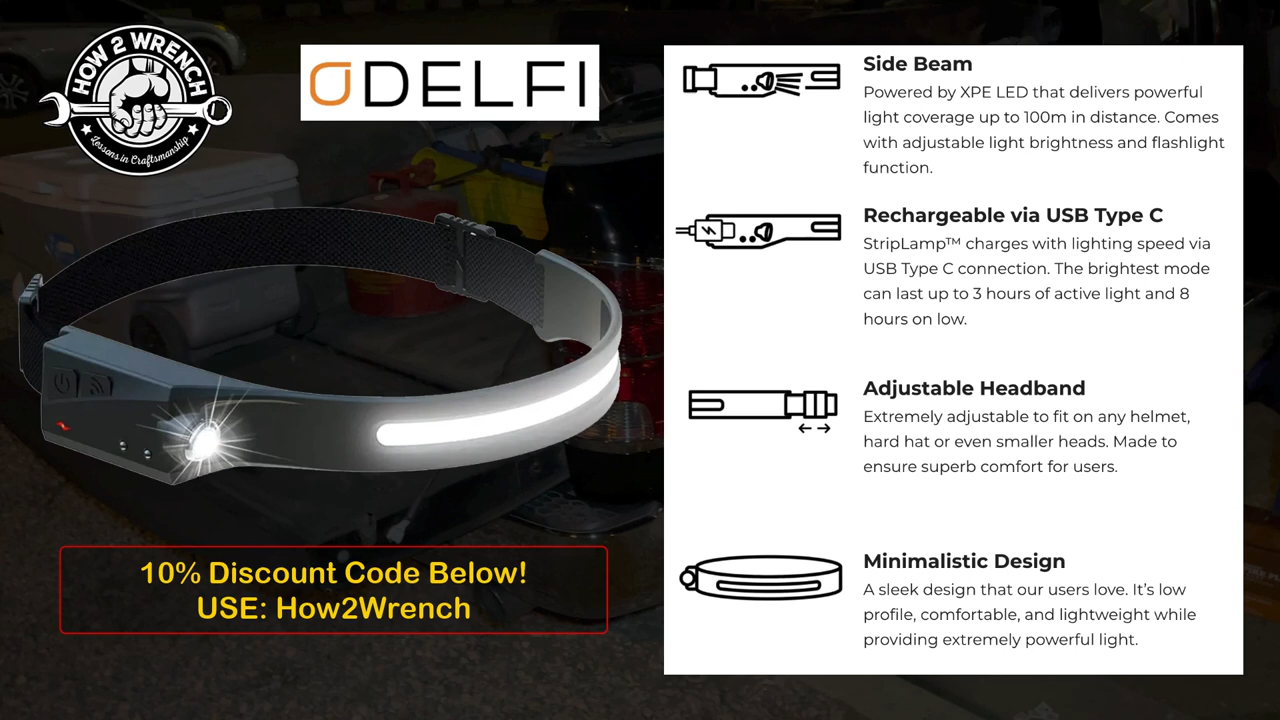 HOW 2 WRENCH
Lessons in Craftsmanship
ODELFI
Side Beam
Powered by XPE LED that delivers powerful
light coverage up to 100m in distance. Comes
with adjustable light brightness and flashlight
function.
Rechargeable via USB Type C
StripLamp™ charges with lighting speed via
USB Type C connection. The brightest mode
can last up to 3 hours of active light and 8
hours on low.
Adjustable Headband
Extremely adjustable to fit on any helmet,
hard hat or even smaller heads. Made to
ensure superb comfort for users.
Minimalistic Design
A sleek design that our users love. It’s low
profile, comfortable, and lightweight while
providing extremely powerful light.
10% Discount Code Below!
USE: How2Wrench